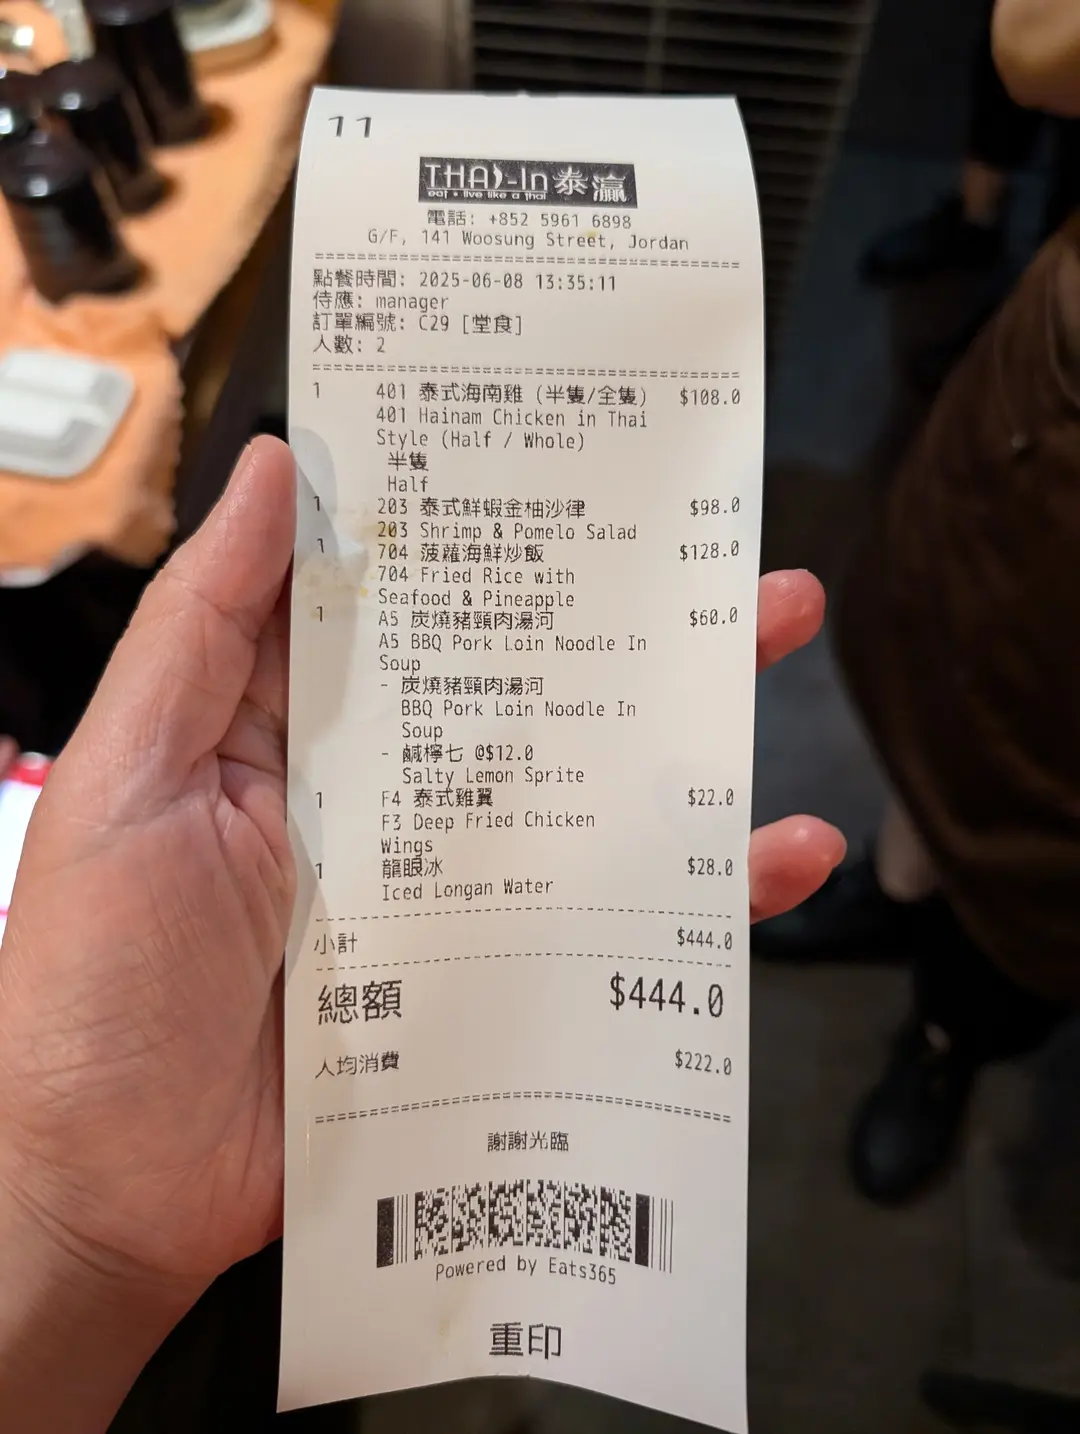 11
THAI-In 泰瀛
eat • live like a thai
電話: +852 5961 6898
G/F, 141 Woosung Street, Jordan
點餐時間: 2025-06-08 13:35:11
侍應: manager
訂單編號: C29 [堂食]
人數: 2
1 401 泰式海南雞 (半隻/全隻) $108.0
401 Hainam Chicken in Thai
Style (Half / Whole)
半隻
Half
1 203 泰式鮮蝦金柚沙律 $98.0
203 Shrimp & Pomelo Salad
1 704 菠蘿海鮮炒飯 $128.0
704 Fried Rice with
Seafood & Pineapple
1 A5 炭燒豬頸肉湯河 $60.0
A5 BBQ Pork Loin Noodle In
Soup
- 炭燒豬頸肉湯河
BBQ Pork Loin Noodle In
Soup
- 鹹檸七 @$12.0
Salty Lemon Sprite
1 F4 泰式雞翼 $22.0
F3 Deep Fried Chicken
Wings
1 龍眼冰 $28.0
Iced Longan Water
小計 $444.0
總額 $444.0
人均消費 $222.0
謝謝光臨
Powered by Eats365
重印